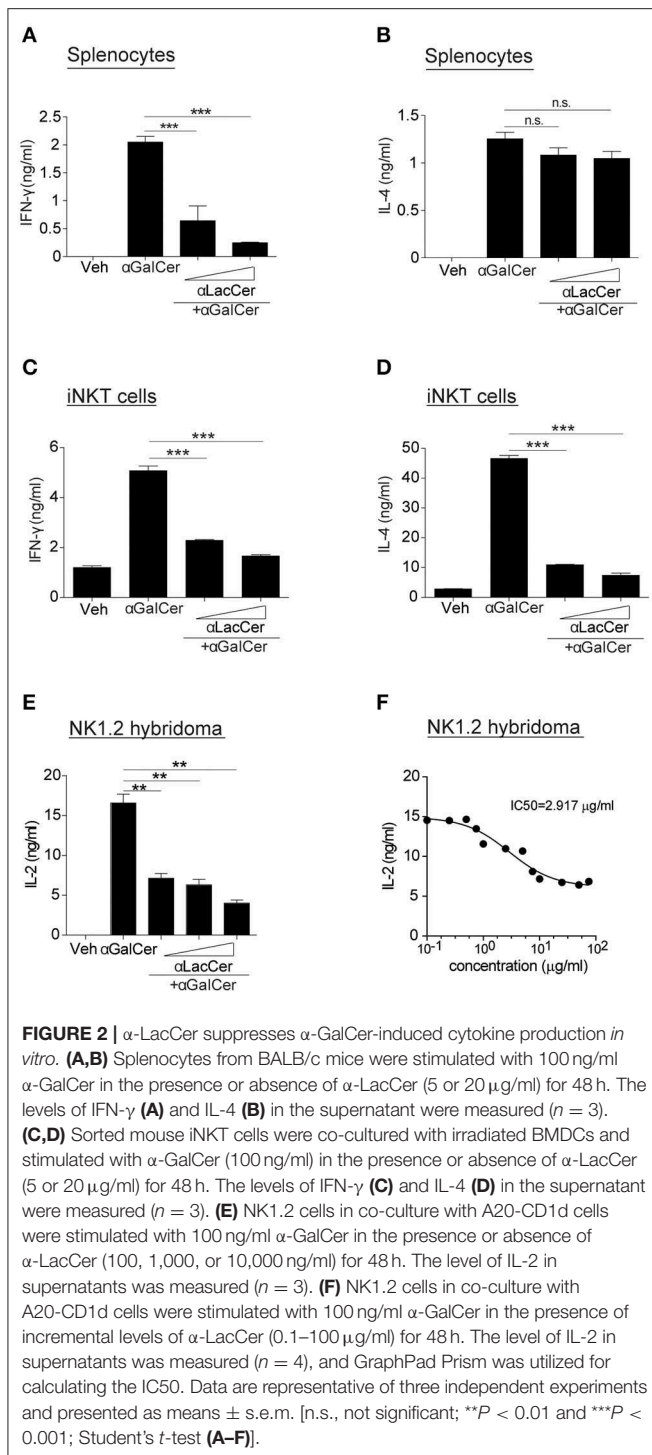 A
Splenocytes
***
***
IFN-γ (ng/ml)
2.5
2
1.5
1
0.5
0
Veh
αGalCer
αLacCer
+αGalCer
B
Splenocytes
n.s.
n.s.
IL-4 (ng/ml)
1.5
1
0.5
0
Veh
αGalCer
αLacCer
+αGalCer
C
iNKT cells
***
***
IFN-γ (ng/ml)
6
4
2
0
Veh
αGalCer
αLacCer
+αGalCer
D
iNKT cells
***
***
IL-4 (ng/ml)
50
40
30
20
10
0
Veh
αGalCer
αLacCer
+αGalCer
E
NK1.2 hybridoma
**
**
**
IL-2 (ng/ml)
20
15
10
5
0
Veh αGalCer
αLacCer
+αGalCer
F
NK1.2 hybridoma
IC50=2.917 µg/ml
IL-2 (ng/ml)
20
15
10
5
0
10-1 100 101 102
concentration (µg/ml)
FIGURE 2 | α-LacCer suppresses α-GalCer-induced cytokine production in
vitro. (A,B) Splenocytes from BALB/c mice were stimulated with 100 ng/ml
α-GalCer in the presence or absence of α-LacCer (5 or 20 µg/ml) for 48 h. The
levels of IFN-γ (A) and IL-4 (B) in the supernatant were measured (n = 3).
(C,D) Sorted mouse iNKT cells were co-cultured with irradiated BMDCs and
stimulated with α-GalCer (100 ng/ml) in the presence or absence of α-LacCer
(5 or 20 µg/ml) for 48 h. The levels of IFN-γ (C) and IL-4 (D) in the supernatant
were measured (n = 3). (E) NK1.2 cells in co-culture with A20-CD1d cells
were stimulated with 100 ng/ml α-GalCer in the presence or absence of
α-LacCer (100, 1,000, or 10,000 ng/ml) for 48 h. The level of IL-2 in
supernatants was measured (n = 3). (F) NK1.2 cells in co-culture with
A20-CD1d cells were stimulated with 100 ng/ml α-GalCer in the presence of
incremental levels of α-LacCer (0.1–100 µg/ml) for 48 h. The level of IL-2 in
supernatants was measured (n = 4), and GraphPad Prism was utilized for
calculating the IC50. Data are representative of three independent experiments
and presented as means ± s.e.m. [n.s., not significant; **P < 0.01 and ***P <
0.001; Student's t-test (A–F)].